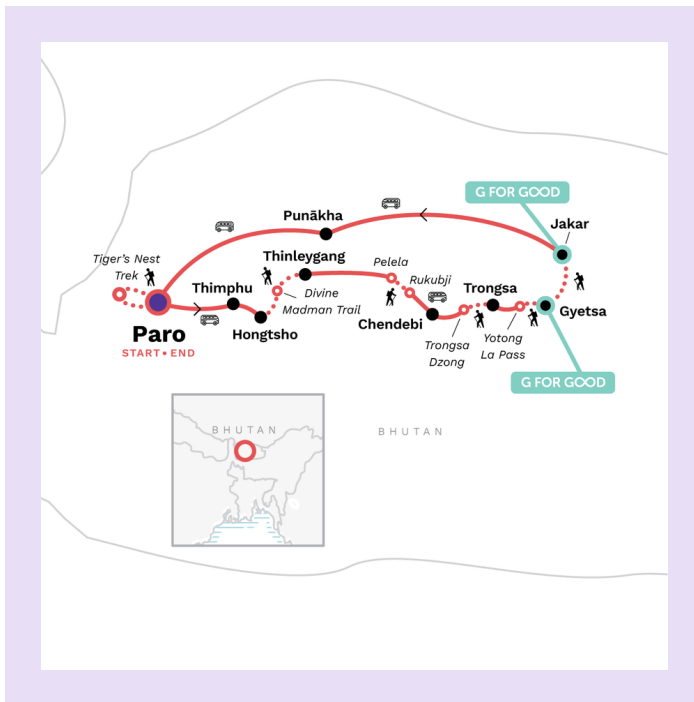 G FOR GOOD
Jakar
Punākha
Tiger's Nest
Trek
Thinleygang
Pelela
Rukubji
Thimphu
Divine
Madman Trail
Trongsa
Gyetsa
Paro
START • END
Hongtsho
Chendebi
Trongsa
Dzong
Yotong
La Pass
G FOR GOOD
BHUTAN
BHUTAN